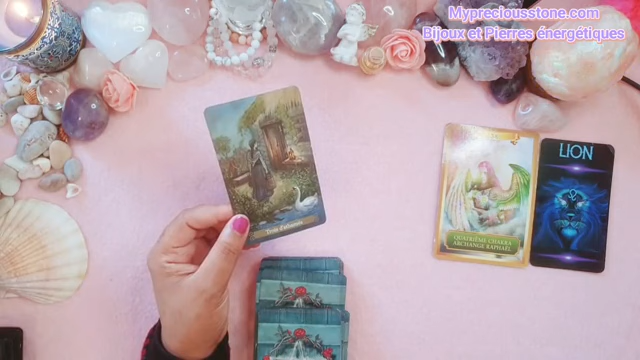 Mypreciousstone.com
Bijoux et Pierres énergétiques
LION
QUATRIÈME CHAKRA
ARCHANGE RAPHAËL